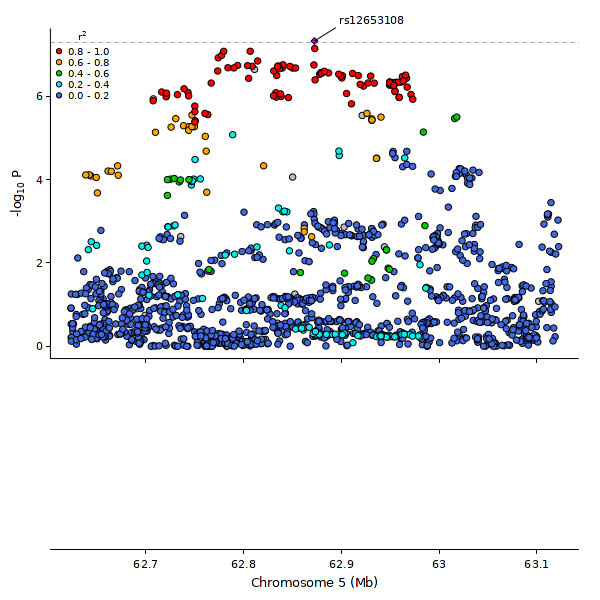 rs12653108
r²
0.8 - 1.0
0.6 - 0.8
0.4 - 0.6
0.2 - 0.4
0.0 - 0.2
-log₁₀ P
6
4
2
0
62.7 62.8 62.9 63 63.1
Chromosome 5 (Mb)